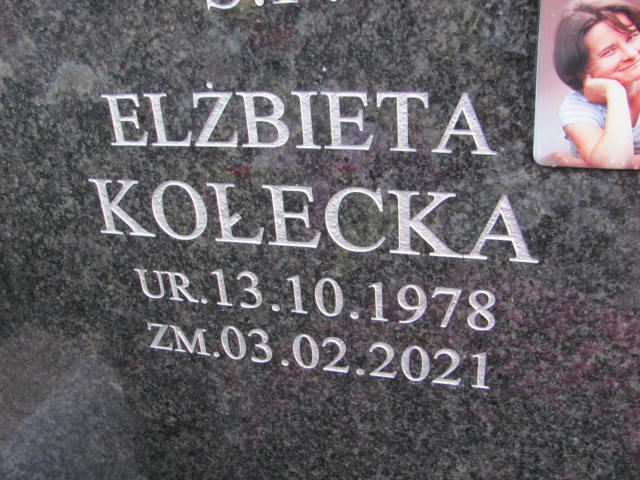 ELŻBIETA
KOŁECKA
UR.13.10.1978
ZM.03.02.2021